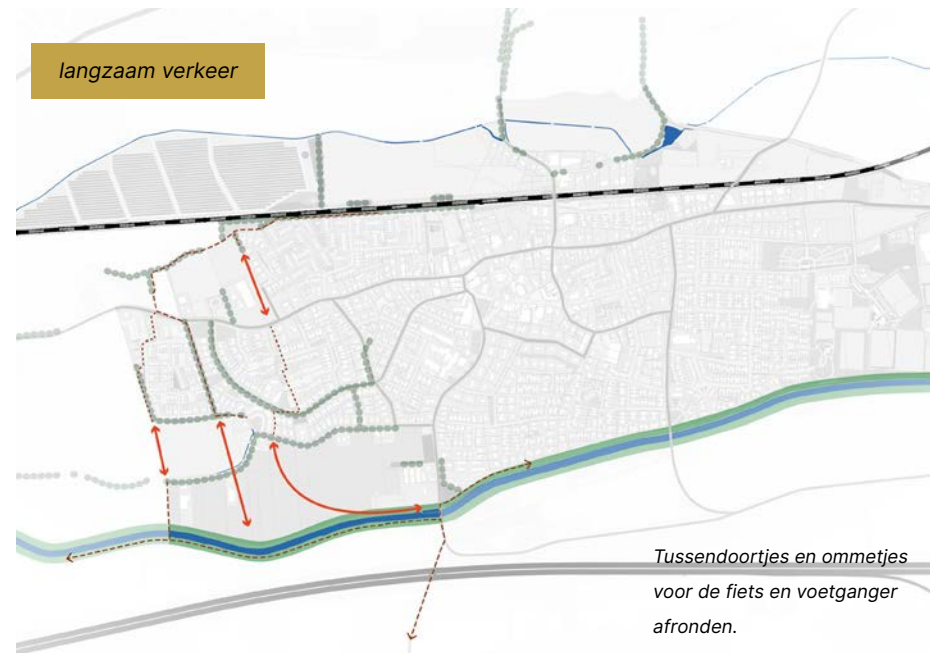 langzaam verkeer
Tussendoortjes en ommetjes
voor de fiets en voetganger
afronden.